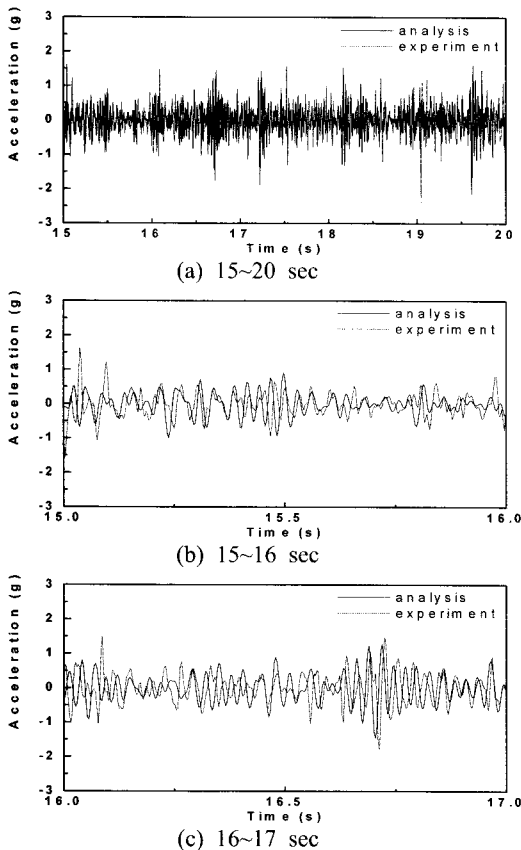 3
analysis
experiment
2
1
0
-1
-2
-3
Acceleration (g)
15 16 17 18 19 20
Time (s)
(a) 15~20 sec
3
analysis
experiment
2
1
0
-1
-2
-3
Acceleration (g)
15.0 15.5 16.0
Time (s)
(b) 15~16 sec
3
analysis
experiment
2
1
0
-1
-2
-3
Acceleration (g)
16.0 16.5 17.0
Time (s)
(c) 16~17 sec